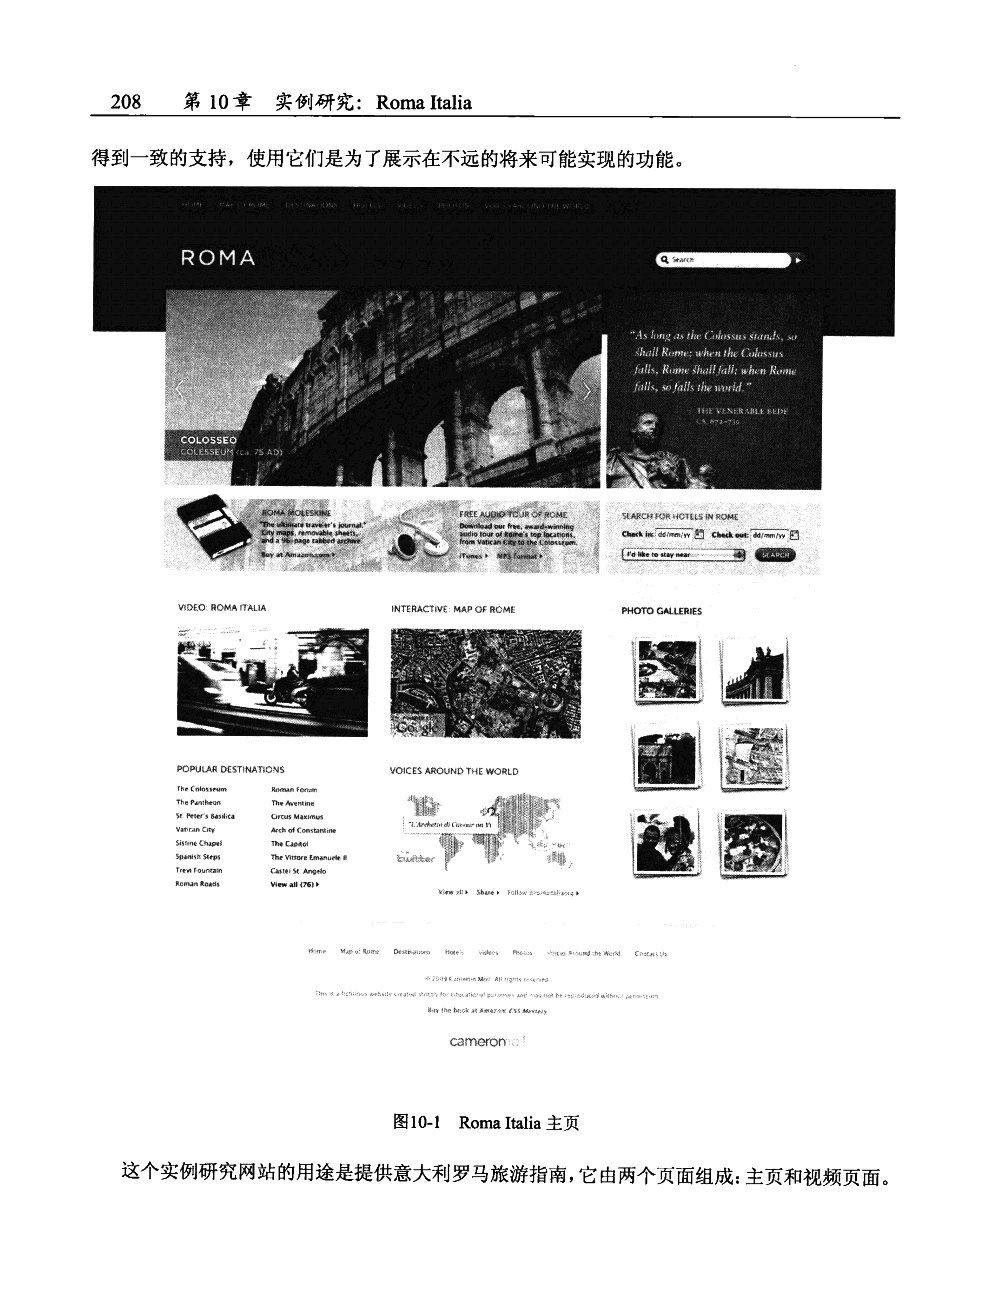 208 第 10 章 实例研究: Roma Italia
得到一致的支持，使用它们是为了展示在不远的将来可能实现的功能。
HOME MAP OF ROME DESTINATIONS HOTELS VIDEOS PHOTOS VOICES AROUND THE WORLD
ROMA
Search
"As long as the Colossus stands, so
shall Rome; when the Colossus
falls, Rome shall fall; when Rome
falls, so falls the world."
THE VENERABLE BEDE
CA. 672–735
COLOSSEO
COLESSEUM (ca. 75 AD)
ROMA MOLESKINE
"The ultimate traveler's journal."
City maps, removable sheets,
and a 96-page tabbed archive.
Buy at Amazon.com
FREE AUDIO TOUR OF ROME
Download our free, award-winning
audio tour of Rome's top locations,
from Vatican City to the Colosseum.
iTunes MP3 format
SEARCH FOR HOTELS IN ROME
Check in: dd/mm/yy Check out: dd/mm/yy
I'd like to stay near... SEARCH
VIDEO: ROMA ITALIA
INTERACTIVE: MAP OF ROME
PHOTO GALLERIES
Google
POPULAR DESTINATIONS
The Colosseum
The Pantheon
St. Peter's Basilica
Vatican City
Sistine Chapel
Spanish Steps
Trevi Fountain
Roman Roads
Roman Forum
The Aventine
Circus Maximus
Arch of Constantine
The Capitol
The Vittore Emanuele II
Castel St. Angelo
View all (76)
VOICES AROUND THE WORLD
twitter
View all Share Follow @romaitaliaorg
Home Map of Rome Destinations Hotels Videos Photos Voices Around the World Contact Us
© 2009 Cameron Moll. All rights reserved.
This is a fictitious website created strictly for educational purposes and may not be reproduced without permission.
Buy the book at Amazon: CSS Mastery
cameron
图10-1 Roma Italia 主页
这个实例研究网站的用途是提供意大利罗马旅游指南，它由两个页面组成：主页和视频页面。